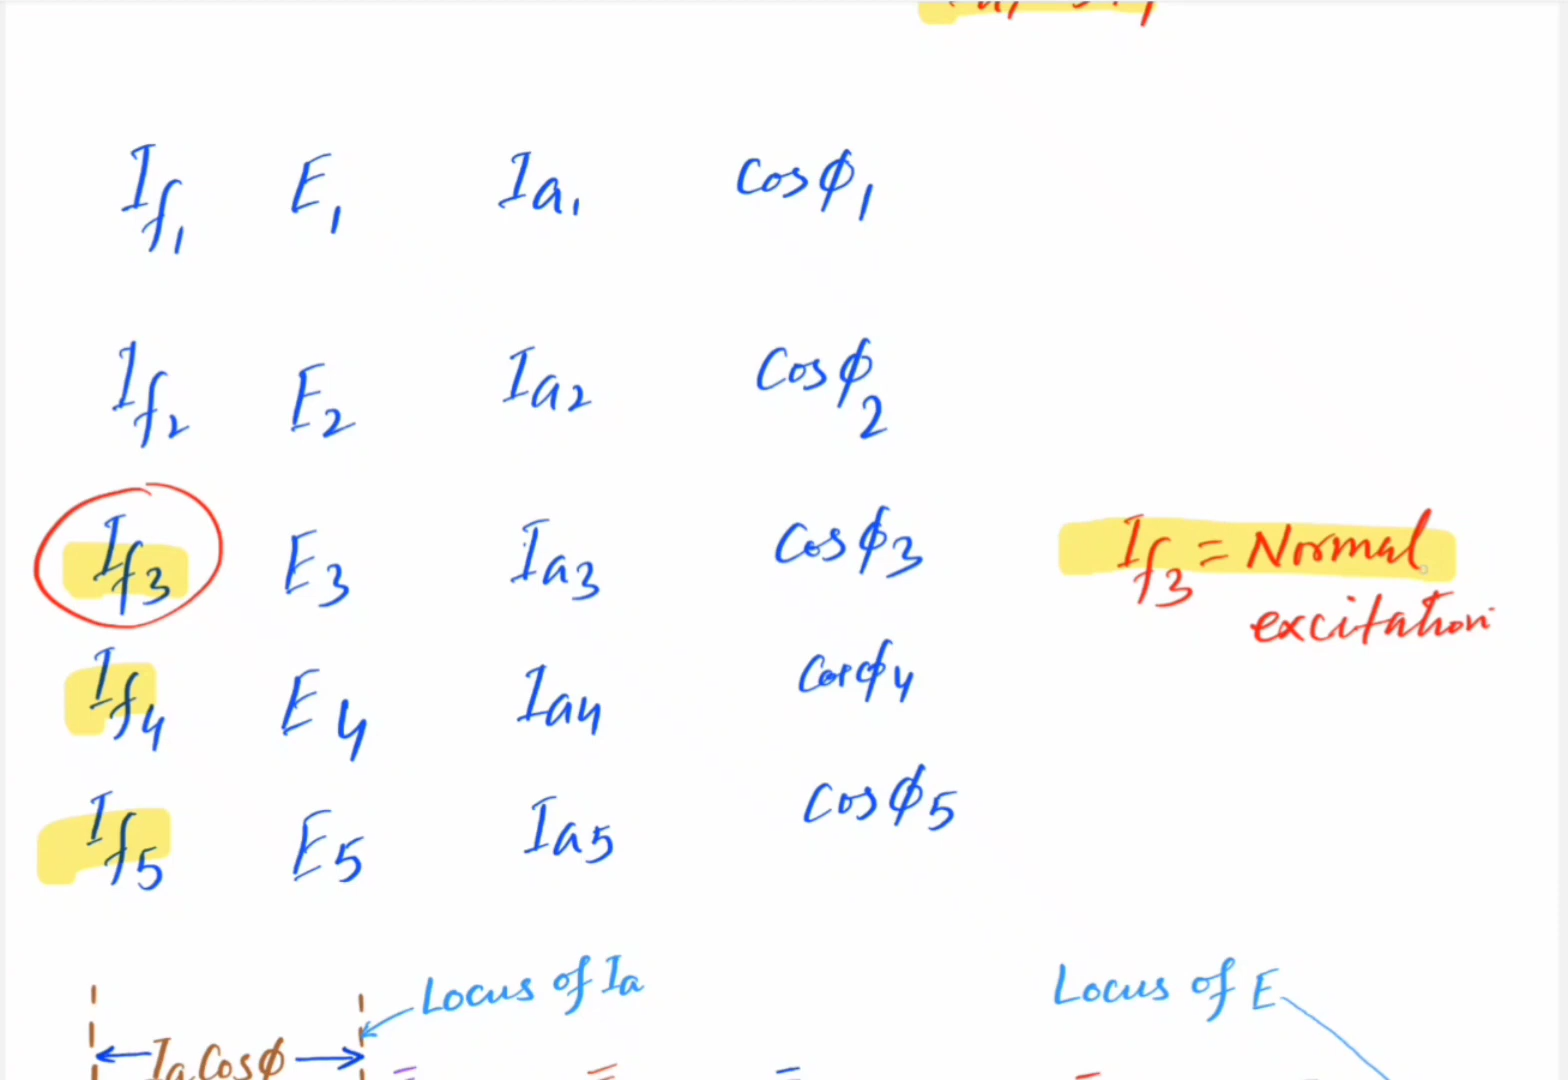 If1 E1 Ia1 Cosϕ1
If2 E2 Ia2 Cosϕ2
If3 E3 Ia3 Cosϕ3 If3 = Normal
excitation
If4 E4 Ia4 Cosϕ4
If5 E5 Ia5 Cosϕ5
Locus of Ia Locus of E
Ia Cosϕ